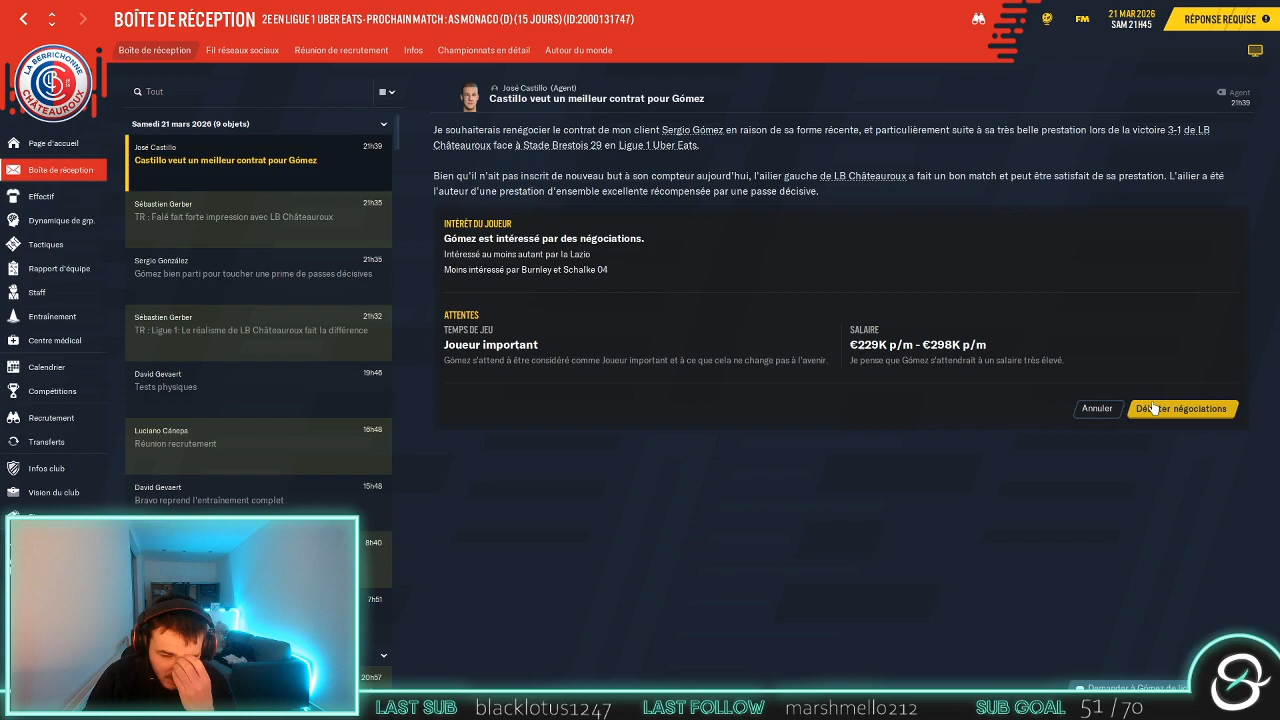 BOÎTE DE RÉCEPTION
2E EN LIGUE 1 UBER EATS - PROCHAIN MATCH : AS MONACO (D) (15 JOURS) (ID:2000131747)
FM
21 MAR 2026
SAM 21H45
RÉPONSE REQUISE
Boîte de réception
Fil réseaux sociaux
Réunion de recrutement
Infos
Championnats en détail
Autour du monde
LA BERRICHONNE
CHÂTEAUROUX
Page d'accueil
Boîte de réception
Effectif
Dynamique de grp.
Tactiques
Rapport d'équipe
Staff
Entraînement
Centre médical
Calendrier
Compétitions
Recrutement
Transferts
Infos club
Vision du club
Tout
Samedi 21 mars 2026 (9 objets)
José Castillo 21h39
Castillo veut un meilleur contrat pour Gómez
Sébastien Gerber 21h35
TR : Falé fait forte impression avec LB Châteauroux
Sergio González 21h35
Gómez bien parti pour toucher une prime de passes décisives
Sébastien Gerber 21h32
TR : Ligue 1: Le réalisme de LB Châteauroux fait la différence
David Gevaert 19h46
Tests physiques
Luciano Cánepa 16h48
Réunion recrutement
David Gevaert 15h48
Bravo reprend l'entraînement complet
8h40
7h51
20h57
José Castillo (Agent)
Castillo veut un meilleur contrat pour Gómez
Agent
21h39
Je souhaiterais renégocier le contrat de mon client Sergio Gómez en raison de sa forme récente, et particulièrement suite à sa très belle prestation lors de la victoire 3-1 de LB
Châteauroux face à Stade Brestois 29 en Ligue 1 Uber Eats.
Bien qu'il n'ait pas inscrit de nouveau but à son compteur aujourd'hui, l'ailier gauche de LB Châteauroux a fait un bon match et peut être satisfait de sa prestation. L'ailier a été
l'auteur d'une prestation d'ensemble excellente récompensée par une passe décisive.
INTÉRÊT DU JOUEUR
Gómez est intéressé par des négociations.
Intéressé au moins autant par la Lazio
Moins intéressé par Burnley et Schalke 04
ATTENTES
TEMPS DE JEU
Joueur important
Gómez s'attend à être considéré comme Joueur important et à ce que cela ne change pas à l'avenir.
SALAIRE
€229K p/m - €298K p/m
Je pense que Gómez s'attendrait à un salaire très élevé.
Annuler
négociations
Demander à Gómez de
LAST SUB blacklotus1247
LAST FOLLOW marshmello212
SUB GOAL 51 / 70